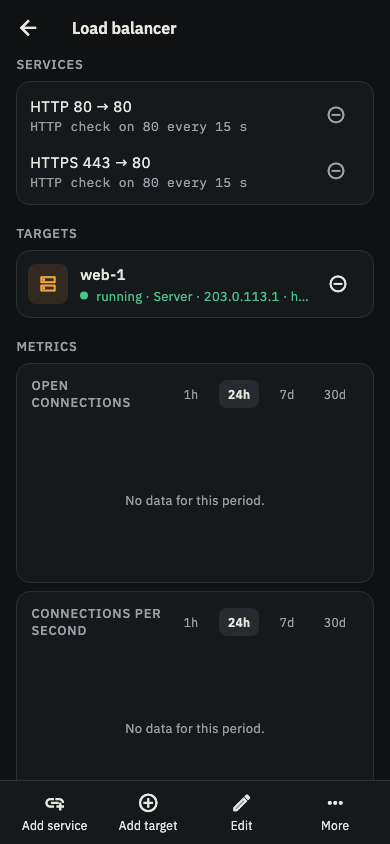 Load balancer
SERVICES
HTTP 80 → 80
HTTP check on 80 every 15 s
HTTPS 443 → 80
HTTP check on 80 every 15 s
TARGETS
web-1
running · Server · 203.0.113.1 · h...
METRICS
OPEN CONNECTIONS 1h 24h 7d 30d
No data for this period.
CONNECTIONS PER SECOND 1h 24h 7d 30d
No data for this period.
Add service Add target Edit More